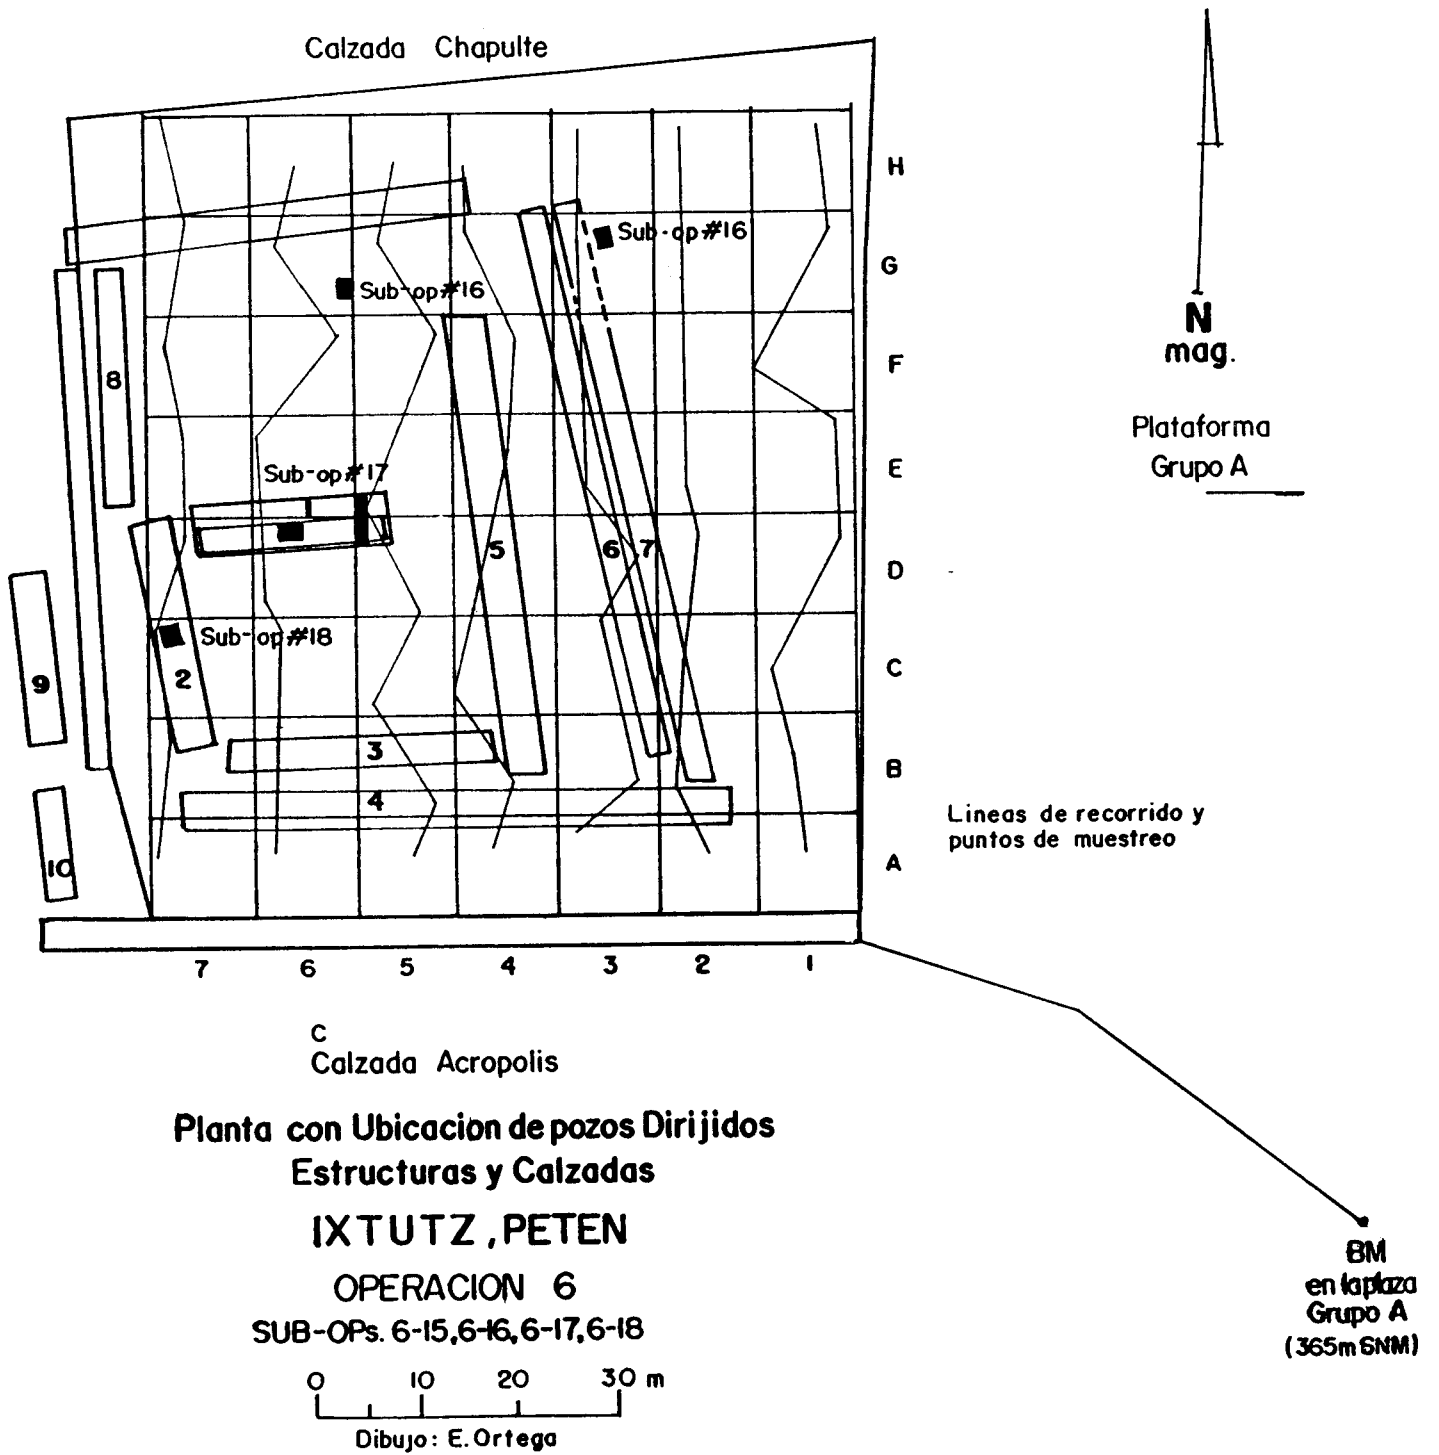 Calzada Chapulte
H
Sub-op#16
G
Sub-op#16
N
mag.
F
8
Plataforma
Grupo A
Sub-op#17
E
5
6
7
D
Sub-op#18
C
9
2
3
B
4
Lineas de recorrido y
puntos de muestreo
A
10
7 6 5 4 3 2 1
C
Calzada Acropolis
Planta con Ubicacion de pozos Dirijidos
Estructuras y Calzadas
IXTUTZ, PETEN
OPERACION 6
SUB-OPs. 6-15,6-16,6-17,6-18
BM
en la plaza
Grupo A
(365m SNM)
0 10 20 30 m
Dibujo: E. Ortega